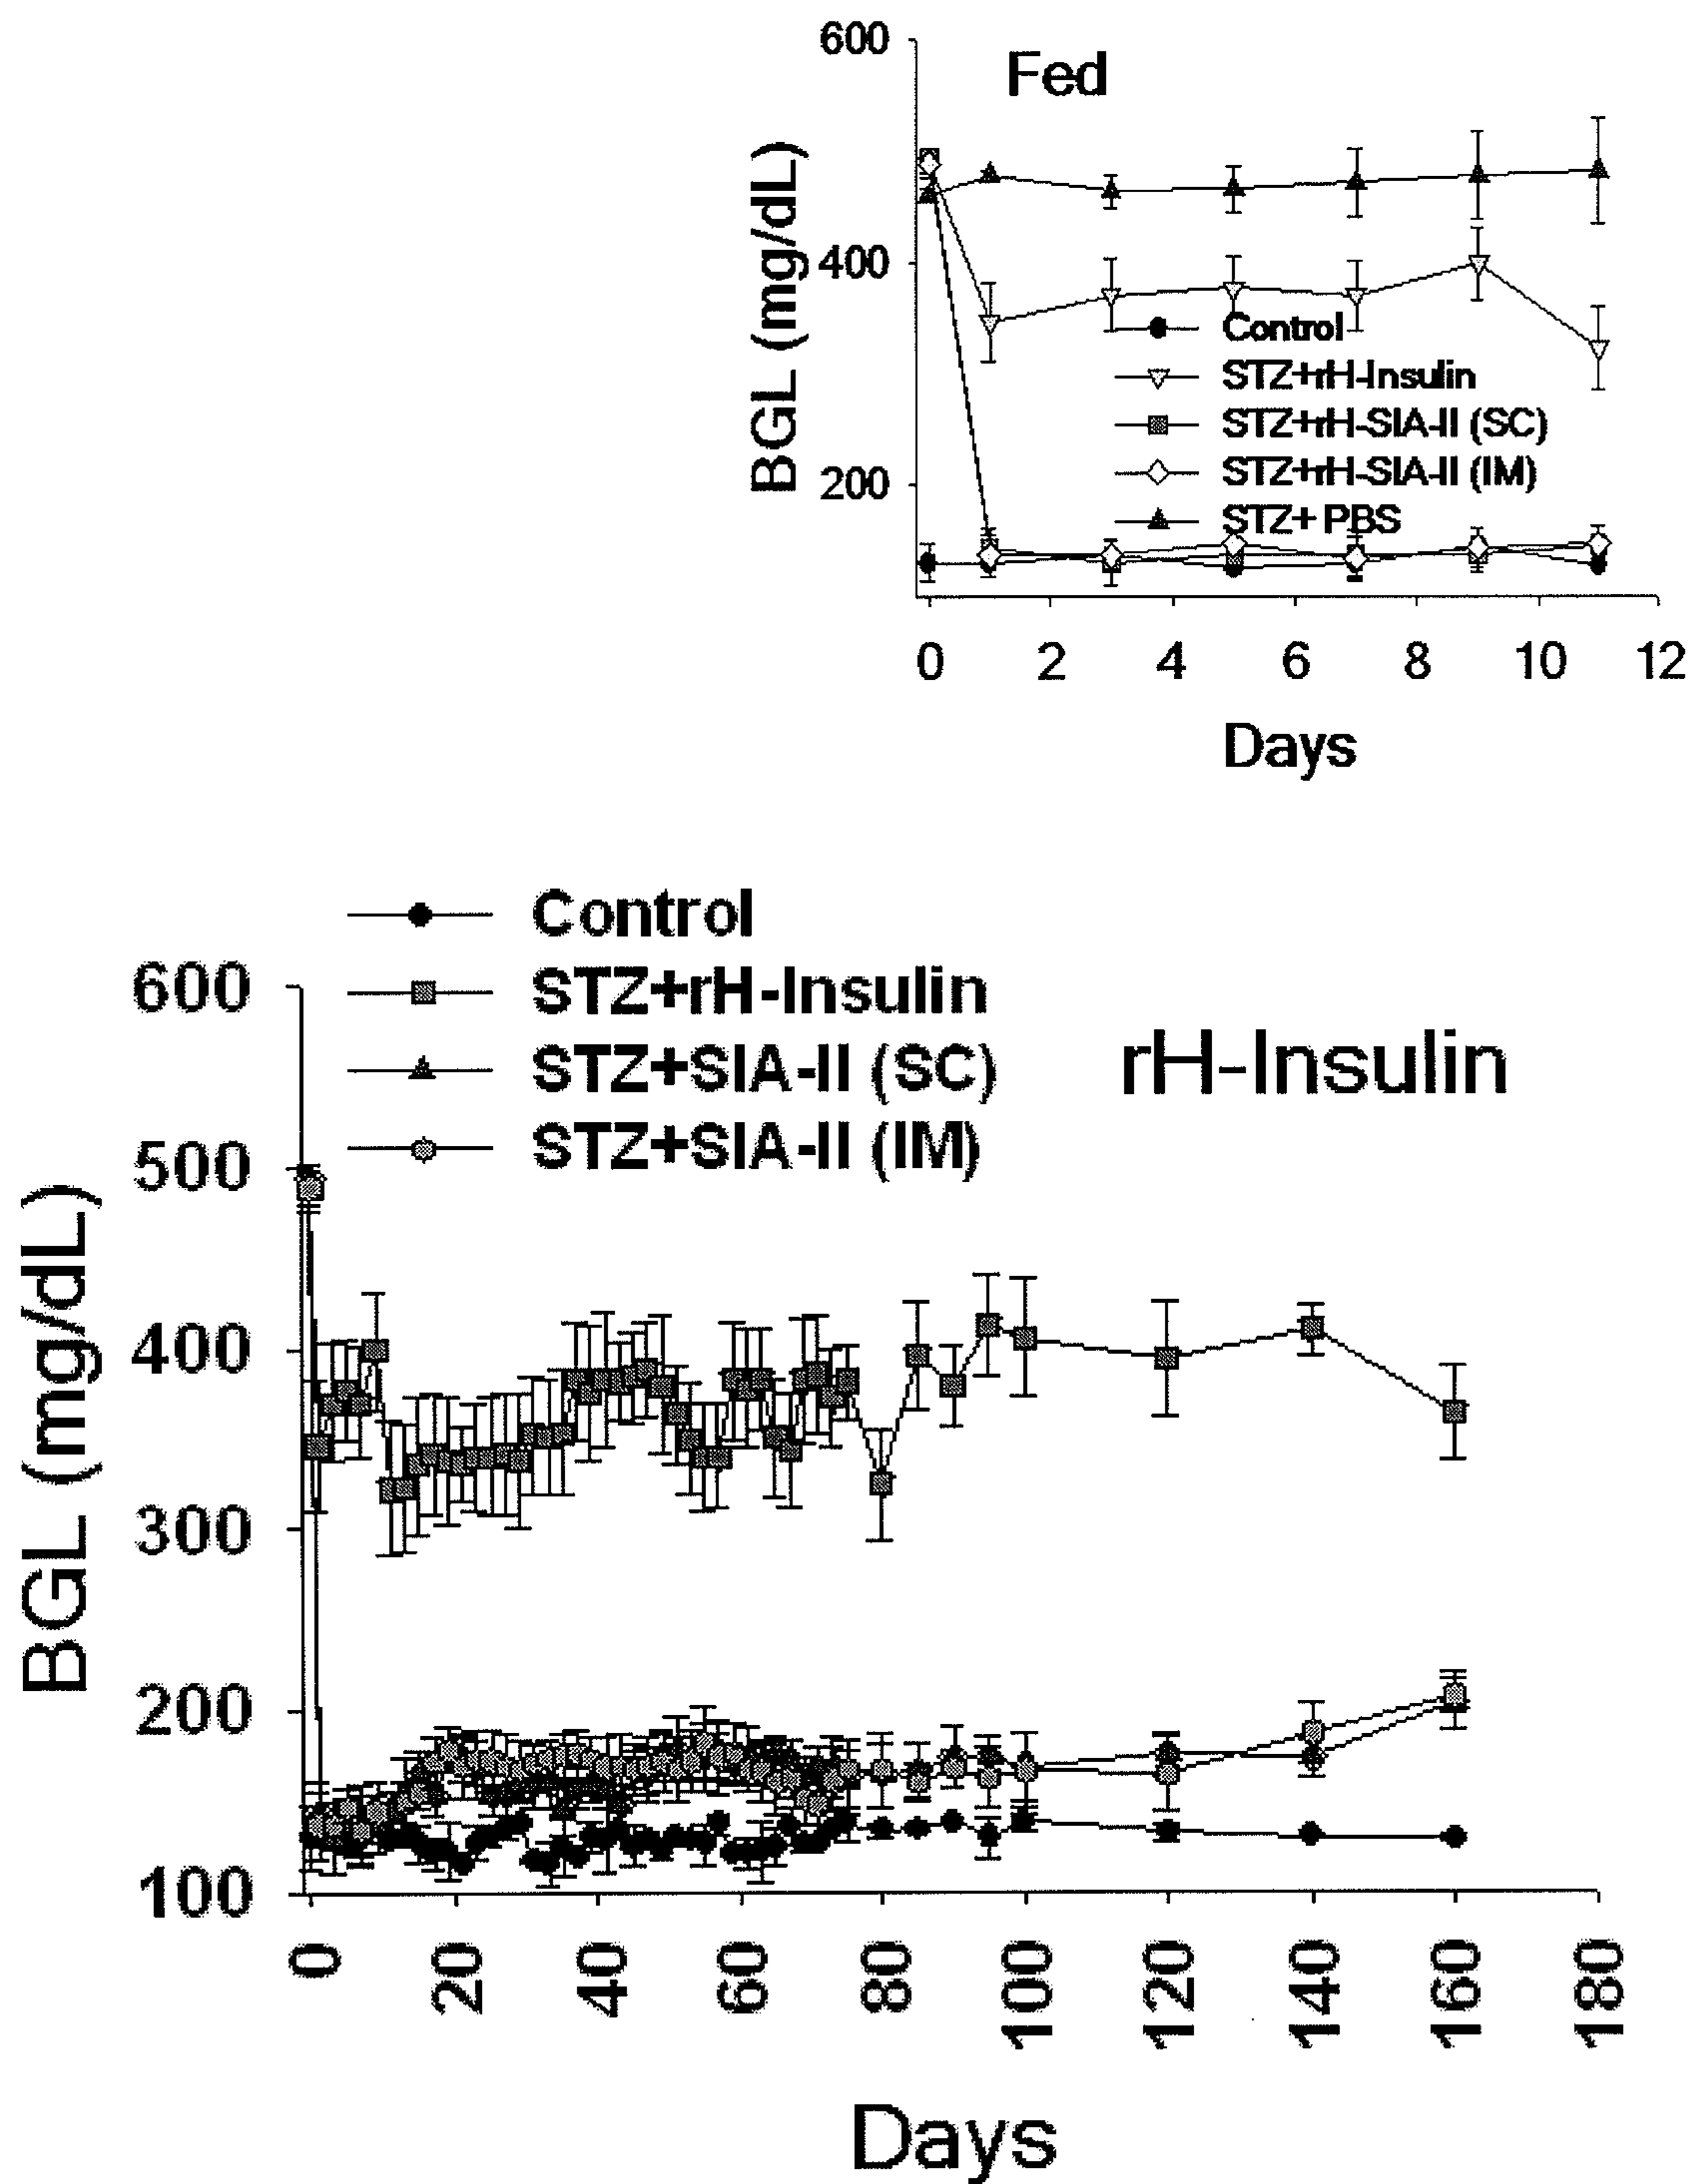 600
Fed
BGL (mg/dL)
400
Control
STZ+rH-Insulin
STZ+rH-SIA-II (SC)
STZ+rH-SIA-II (IM)
STZ+ PBS
200
0 2 4 6 8 10 12
Days
Control
STZ+rH-Insulin
STZ+SIA-II (SC)
STZ+SIA-II (IM)
rH-Insulin
BGL (mg/dL)
600
500
400
300
200
100
0 20 40 60 80 100 120 140 160 180
Days